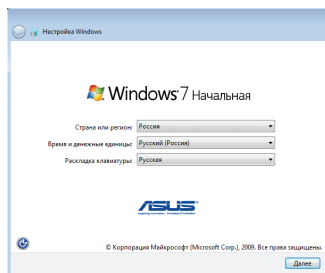 Настройка Windows
Windows 7 Начальная
Страна или регион: Россия
Время и денежные единицы: Русский (Россия)
Раскладка клавиатуры: Русская
ASUS
© Корпорация Майкрософт (Microsoft Corp.), 2009. Все права защищены.
Далее